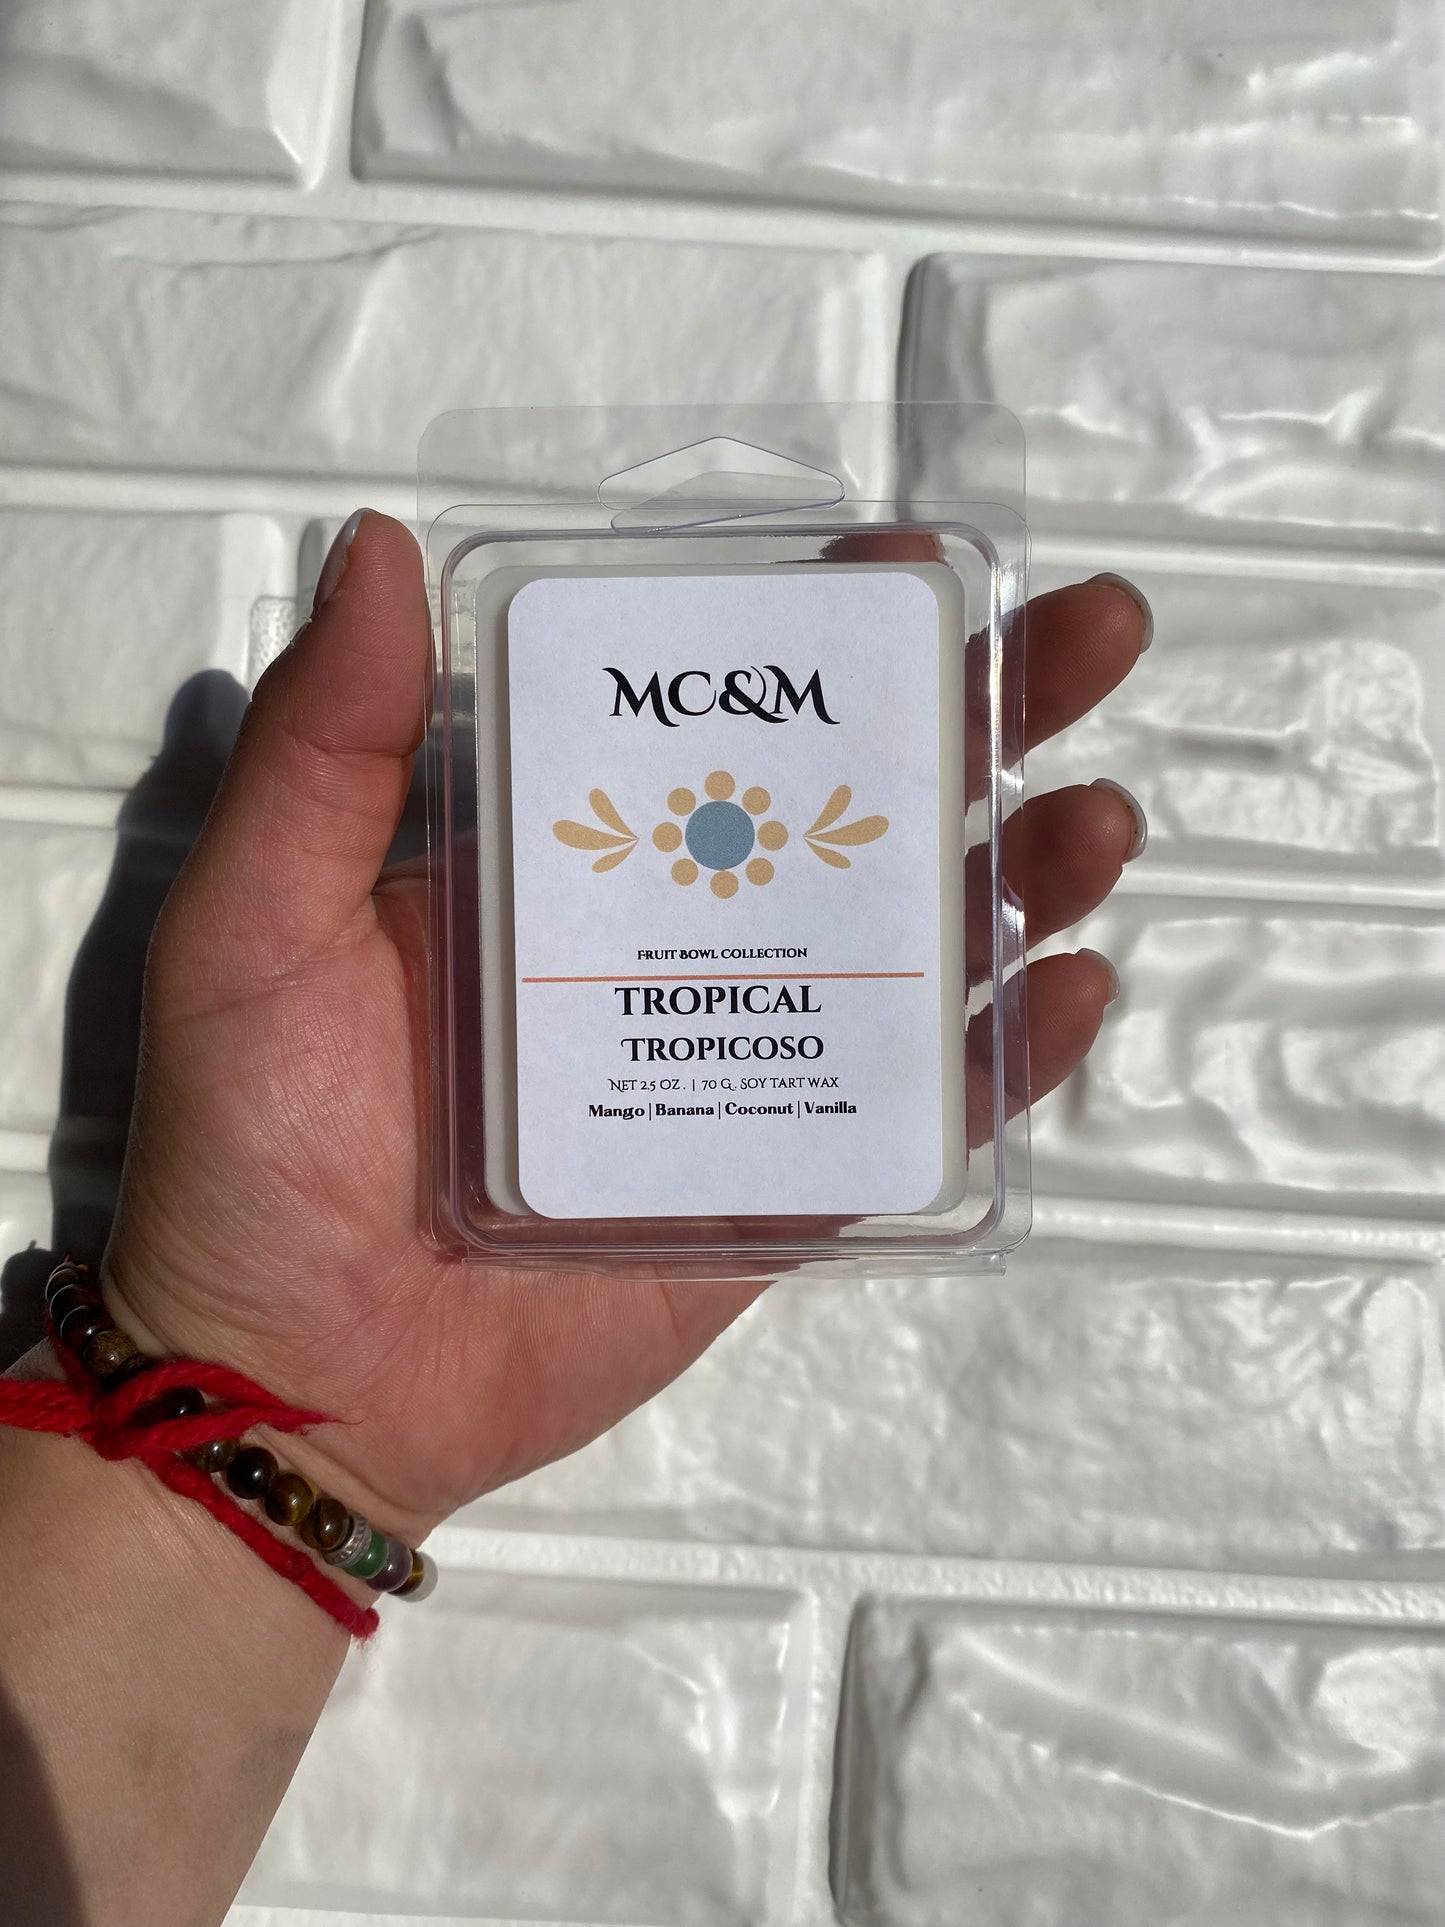 MC&M
FRUIT BOWL COLLECTION
TROPICAL
TROPICOSO
NET 2.5 OZ. | 70 G. SOY TART WAX
Mango | Banana | Coconut | Vanilla